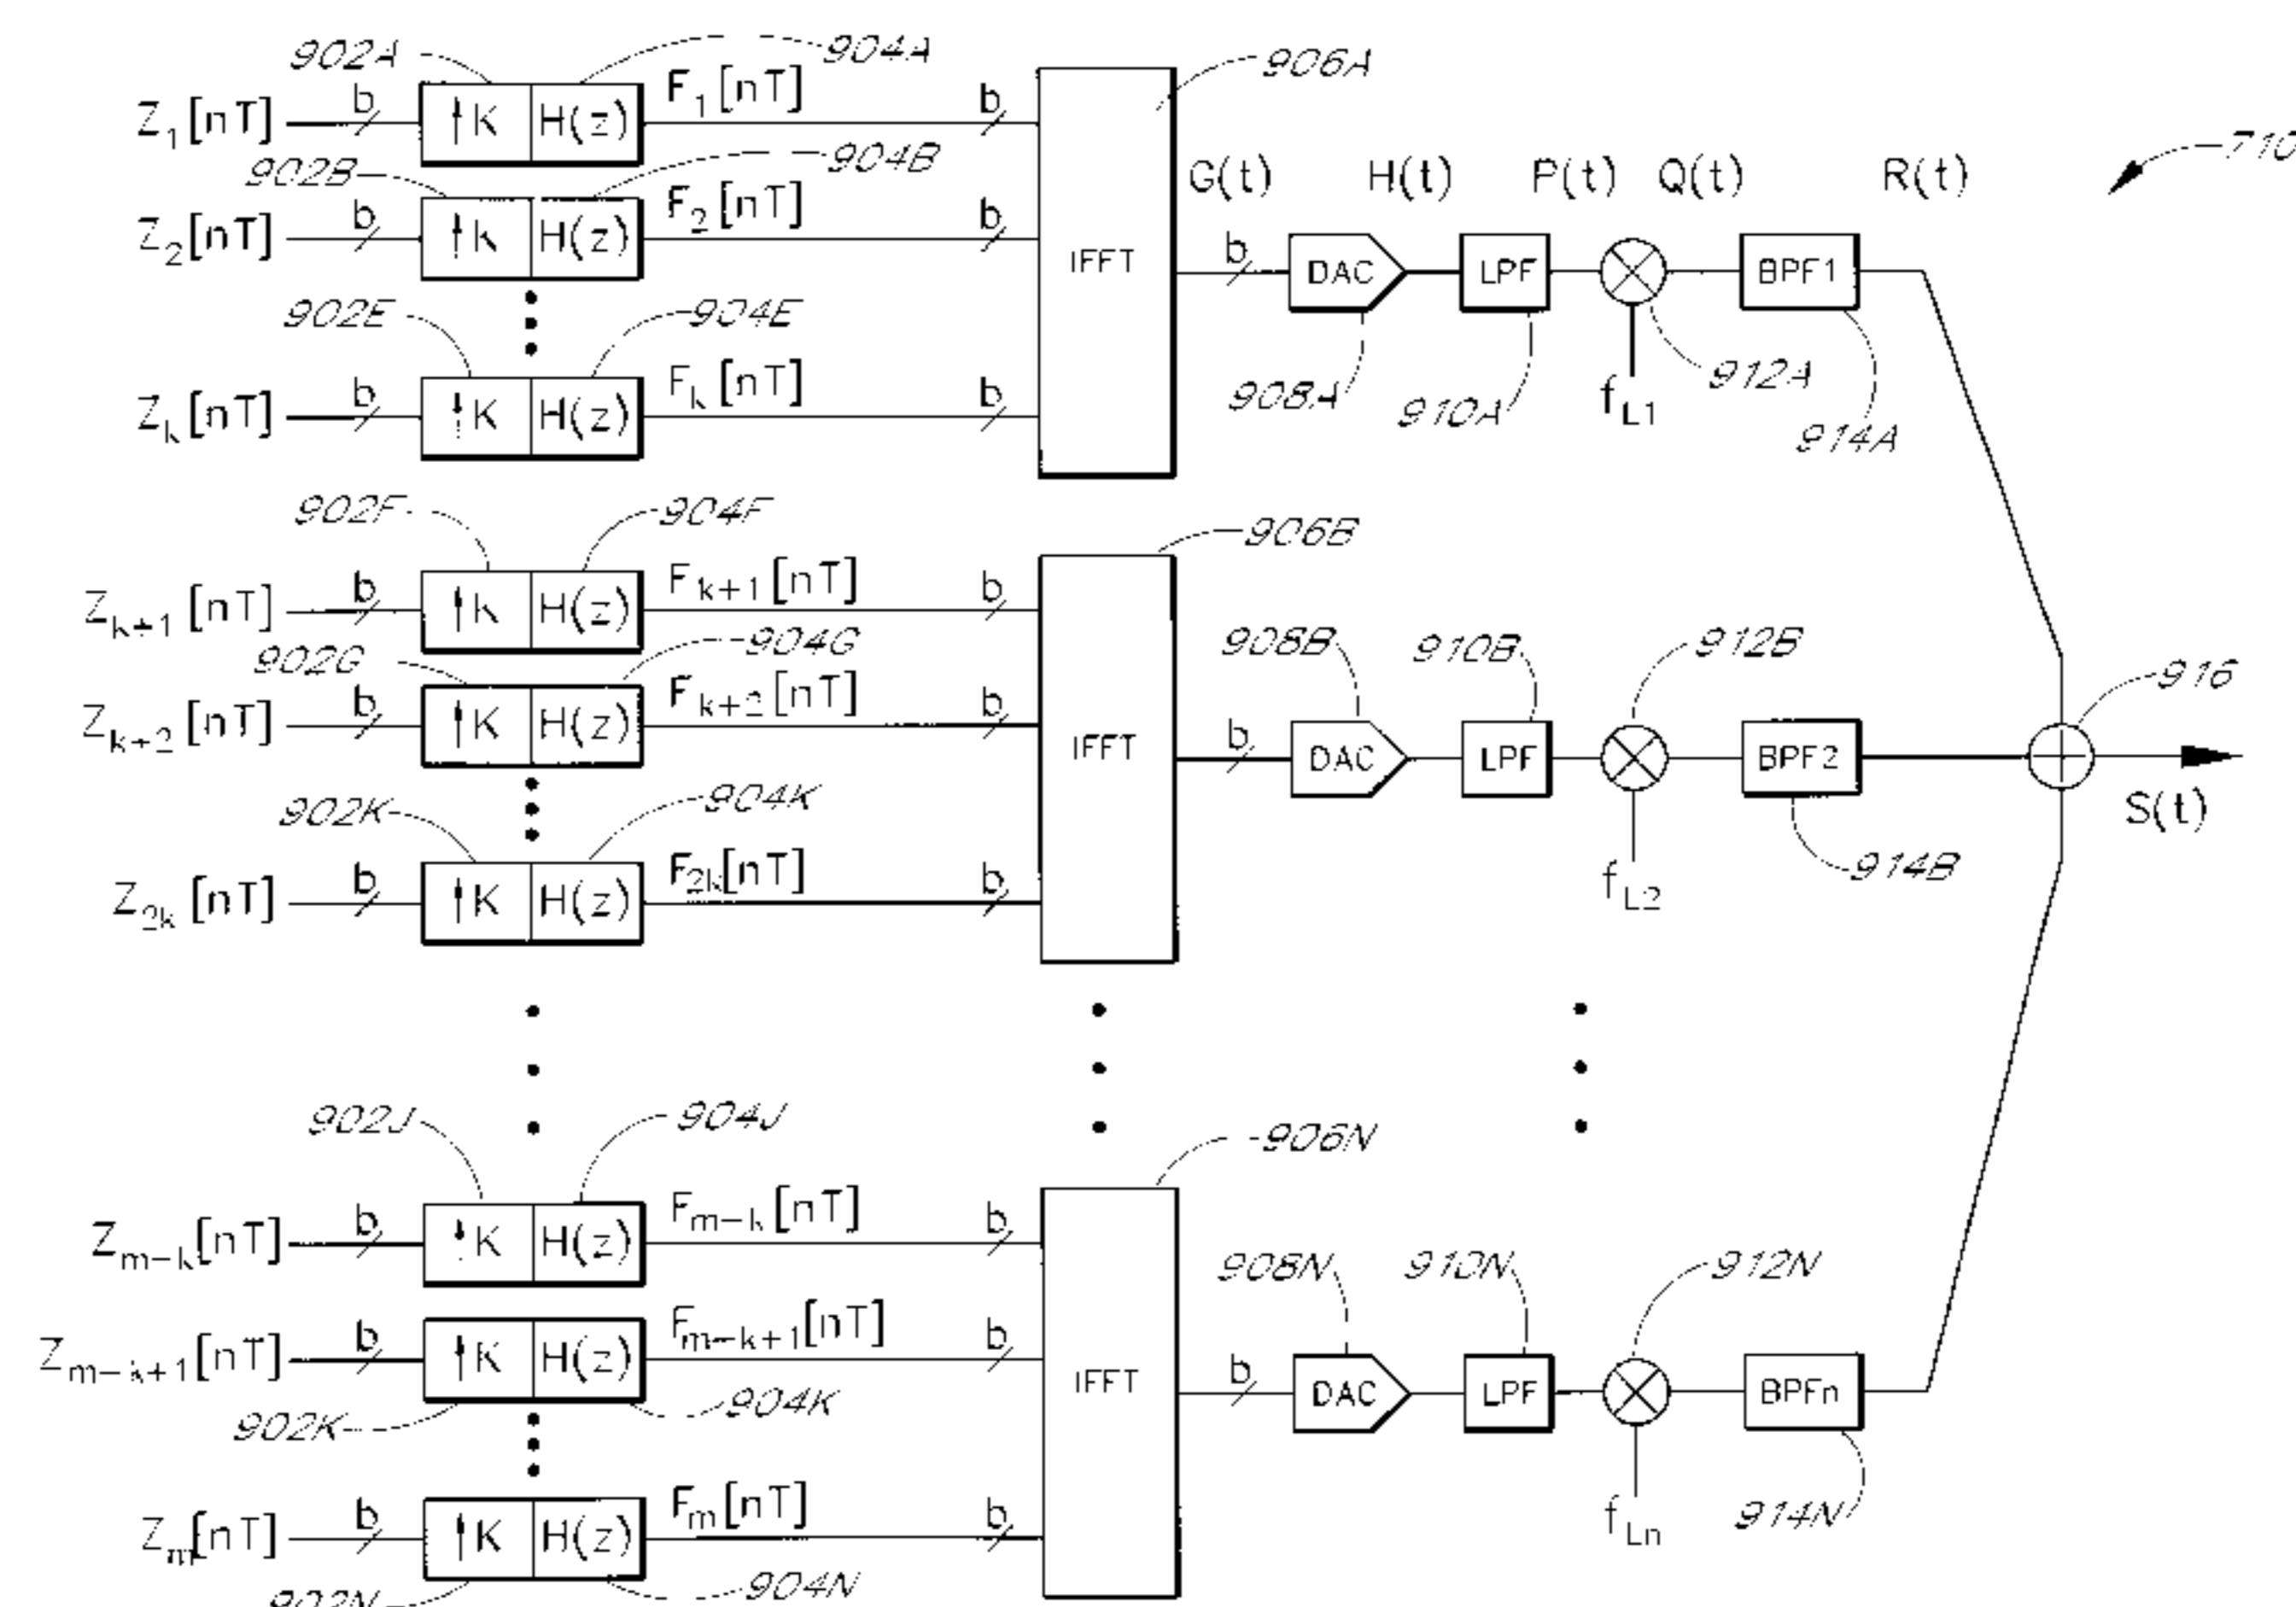 902A 904A
Z1[nT] b ↑K H(z) F1[nT] b
906A
902B 904B
Z2[nT] b ↑K H(z) F2[nT] b
IFFT
G(t) H(t) P(t) Q(t) R(t)
710
b DAC LPF BPF1
902E 904E
Zk[nT] b K H(z) Fk[nT] b
908A 910A fL1 912A 914A
902F 904F
906B
Zk+1[nT] b ↑K H(z) Fk+1[nT] b
902G 904G
Zk+2[nT] b ↑K H(z) Fk+2[nT] b
IFFT
908B 910B 912B
916
b DAC LPF BPF2
S(t)
902K 904K
Z2k[nT] b ↑K H(z) F2k[nT] b
fL2 914B
902J 904J
906N
Zm-k[nT] b K H(z) Fm-k[nT] b
Zm-k+1[nT] b ↑K H(z) Fm-k+1[nT] b
902K 904K
IFFT
908N 910N 912N
b DAC LPF BPFn
Zm[nT] b ↑K H(z) Fm[nT] b
fLn 914N
902N 904N